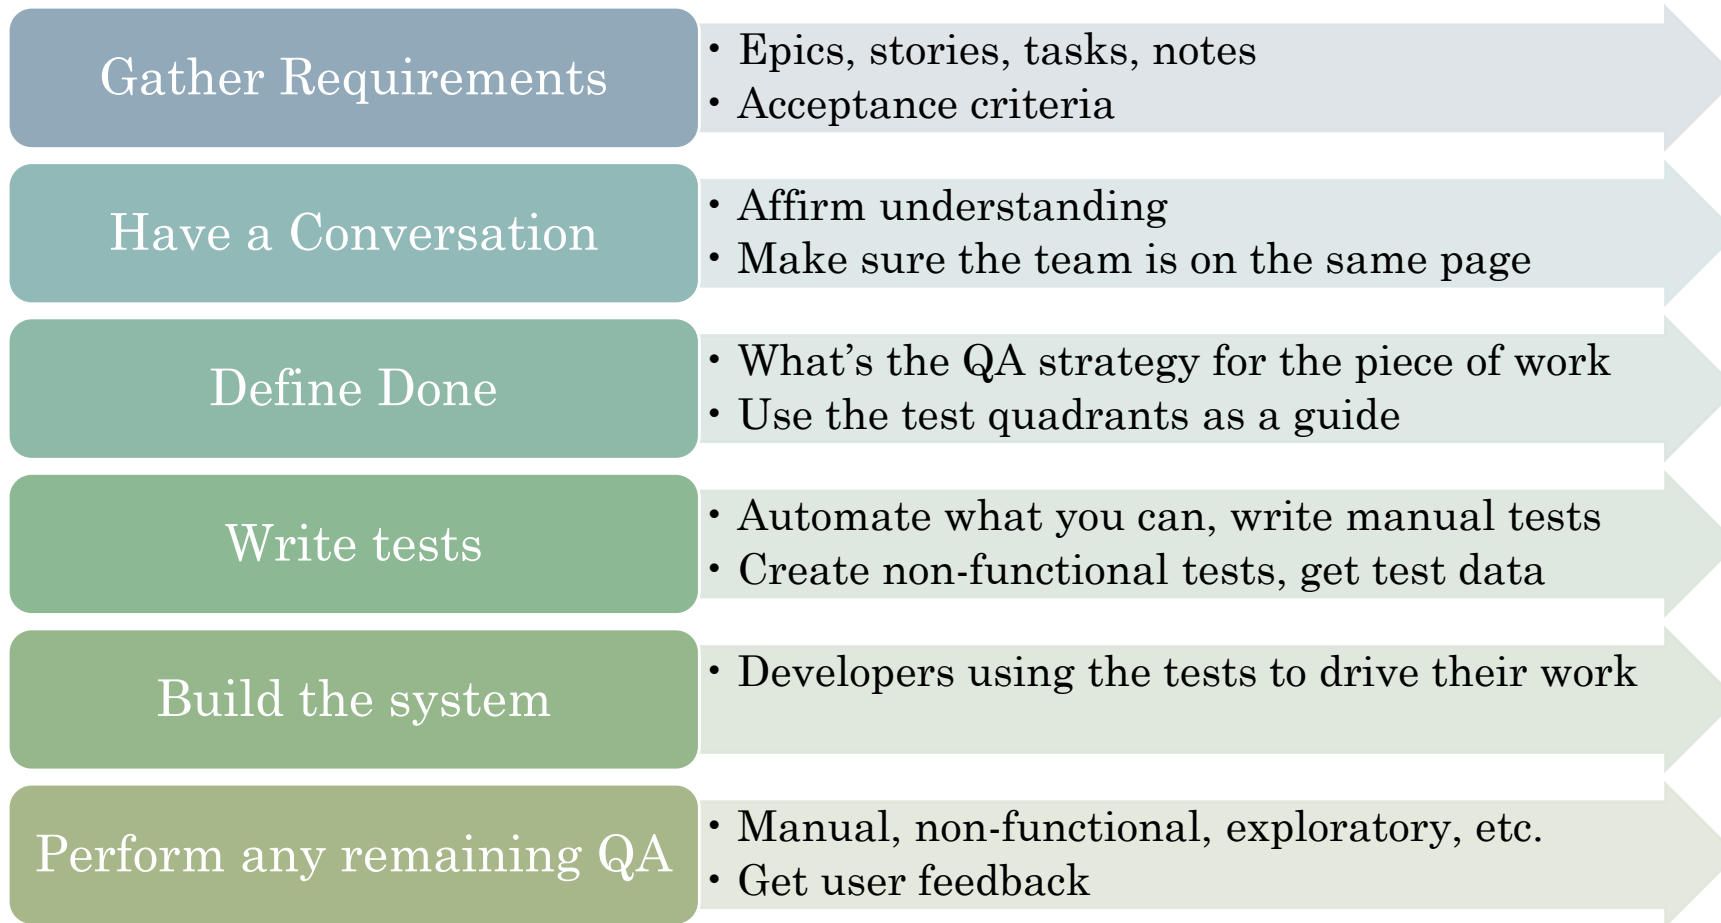 Gather Requirements
• Epics, stories, tasks, notes
• Acceptance criteria
Have a Conversation
• Affirm understanding
• Make sure the team is on the same page
Define Done
• What’s the QA strategy for the piece of work
• Use the test quadrants as a guide
Write tests
• Automate what you can, write manual tests
• Create non-functional tests, get test data
Build the system
• Developers using the tests to drive their work
Perform any remaining QA
• Manual, non-functional, exploratory, etc.
• Get user feedback